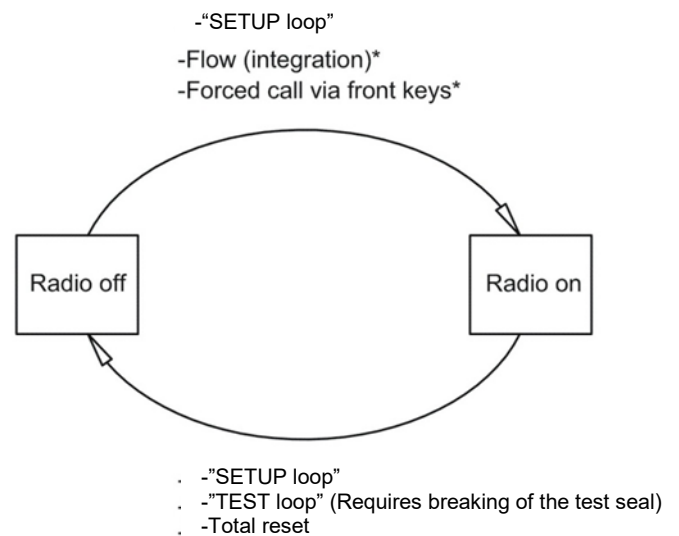 -“SETUP loop”
-Flow (integration)*
-Forced call via front keys*
Radio off
Radio on
. -”SETUP loop”
. -”TEST loop” (Requires breaking of the test seal)
. -Total reset